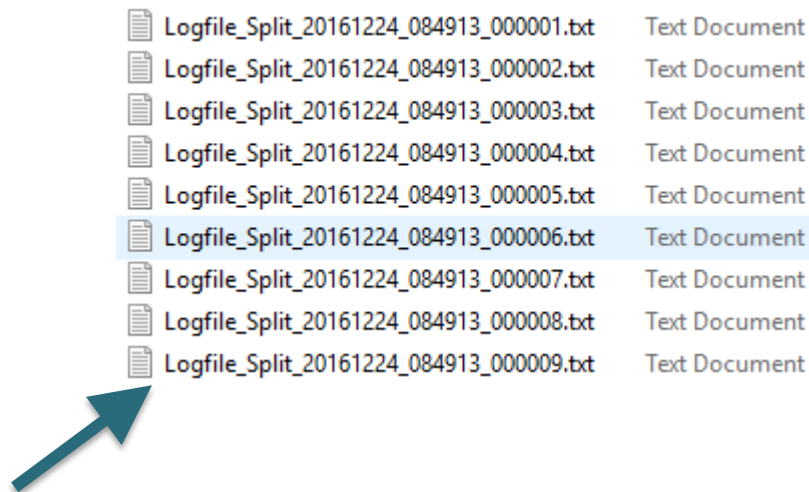 Logfile_Split_20161224_084913_000001.txt Text Document
Logfile_Split_20161224_084913_000002.txt Text Document
Logfile_Split_20161224_084913_000003.txt Text Document
Logfile_Split_20161224_084913_000004.txt Text Document
Logfile_Split_20161224_084913_000005.txt Text Document
Logfile_Split_20161224_084913_000006.txt Text Document
Logfile_Split_20161224_084913_000007.txt Text Document
Logfile_Split_20161224_084913_000008.txt Text Document
Logfile_Split_20161224_084913_000009.txt Text Document